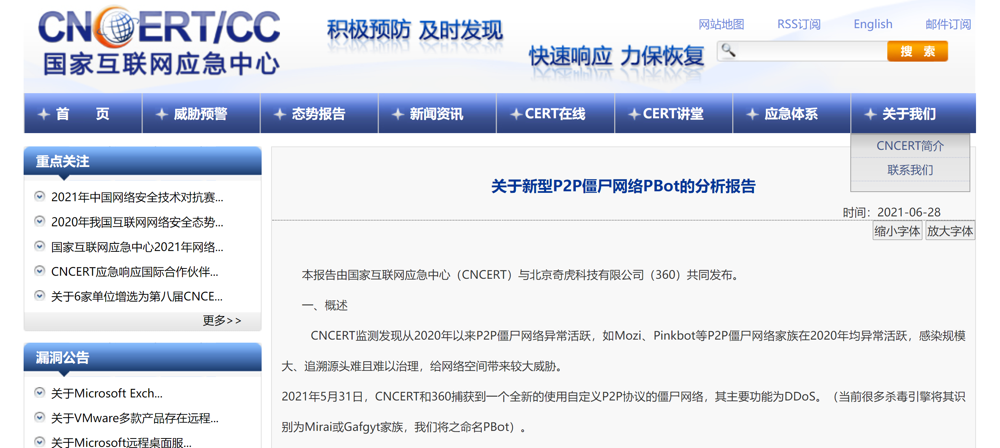 CNCERT/CC
国家互联网应急中心
积极预防 及时发现
快速响应 力保恢复
网站地图 RSS订阅 English 邮件订阅
搜 索
首 页 威胁预警 态势报告 新闻资讯 CERT在线 CERT讲堂 应急体系 关于我们
CNCERT简介
联系我们
重点关注
2021年中国网络安全技术对抗赛...
2020年我国互联网网络安全态势...
国家互联网应急中心2021年网络...
CNCERT应急响应国际合作伙伴...
关于6家单位增选为第八届CNCE...
更多>>
漏洞公告
关于Microsoft Exch...
关于VMware多款产品存在远程...
关于Microsoft远程桌面服...
关于新型P2P僵尸网络PBot的分析报告
时间：2021-06-28
缩小字体 放大字体
本报告由国家互联网应急中心（CNCERT）与北京奇虎科技有限公司（360）共同发布。
一、概述
CNCERT监测发现从2020年以来P2P僵尸网络异常活跃，如Mozi、Pinkbot等P2P僵尸网络家族在2020年均异常活跃，感染规模
大、追溯源头难且难以治理，给网络空间带来较大威胁。
2021年5月31日，CNCERT和360捕获到一个全新的使用自定义P2P协议的僵尸网络，其主要功能为DDoS。（当前很多杀毒引擎将其识
别为Mirai或Gafgyt家族，我们将之命名PBot）。